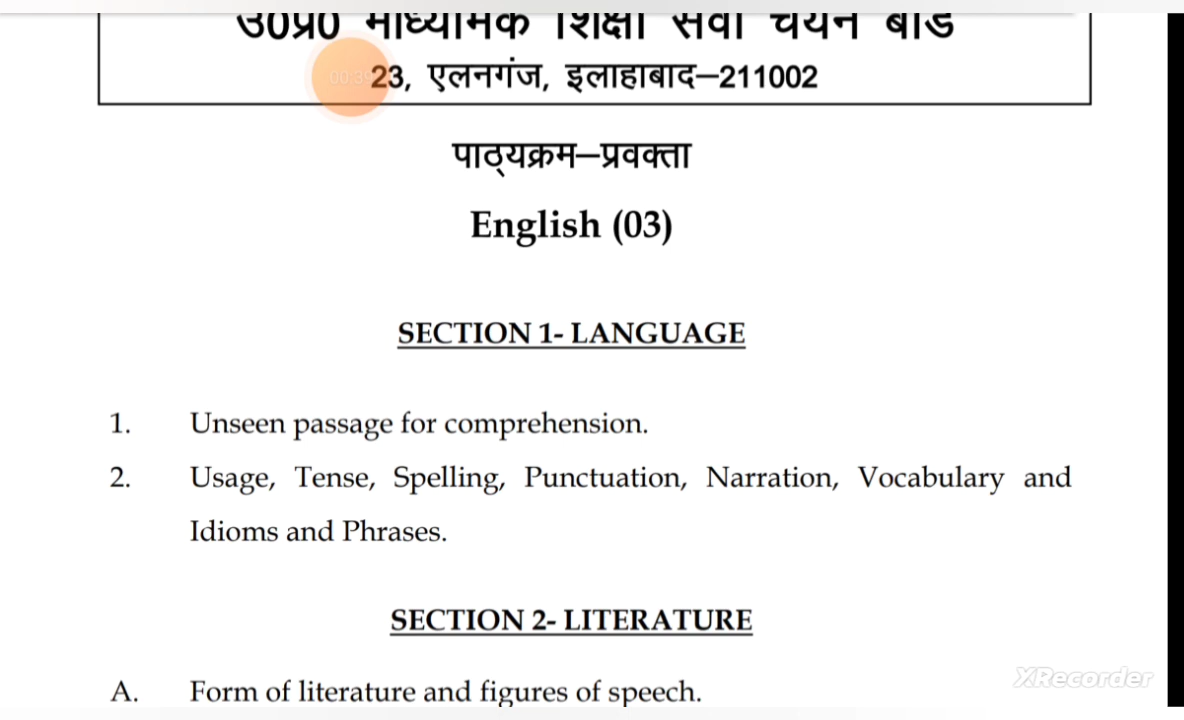 उ0प्र0 माध्यमिक शिक्षा सेवा चयन बोर्ड
23, एलनगंज, इलाहाबाद–211002
पाठ्यक्रम–प्रवक्ता
English (03)
SECTION 1- LANGUAGE
1. Unseen passage for comprehension.
2. Usage, Tense, Spelling, Punctuation, Narration, Vocabulary and
Idioms and Phrases.
SECTION 2- LITERATURE
A. Form of literature and figures of speech.
XRecorder